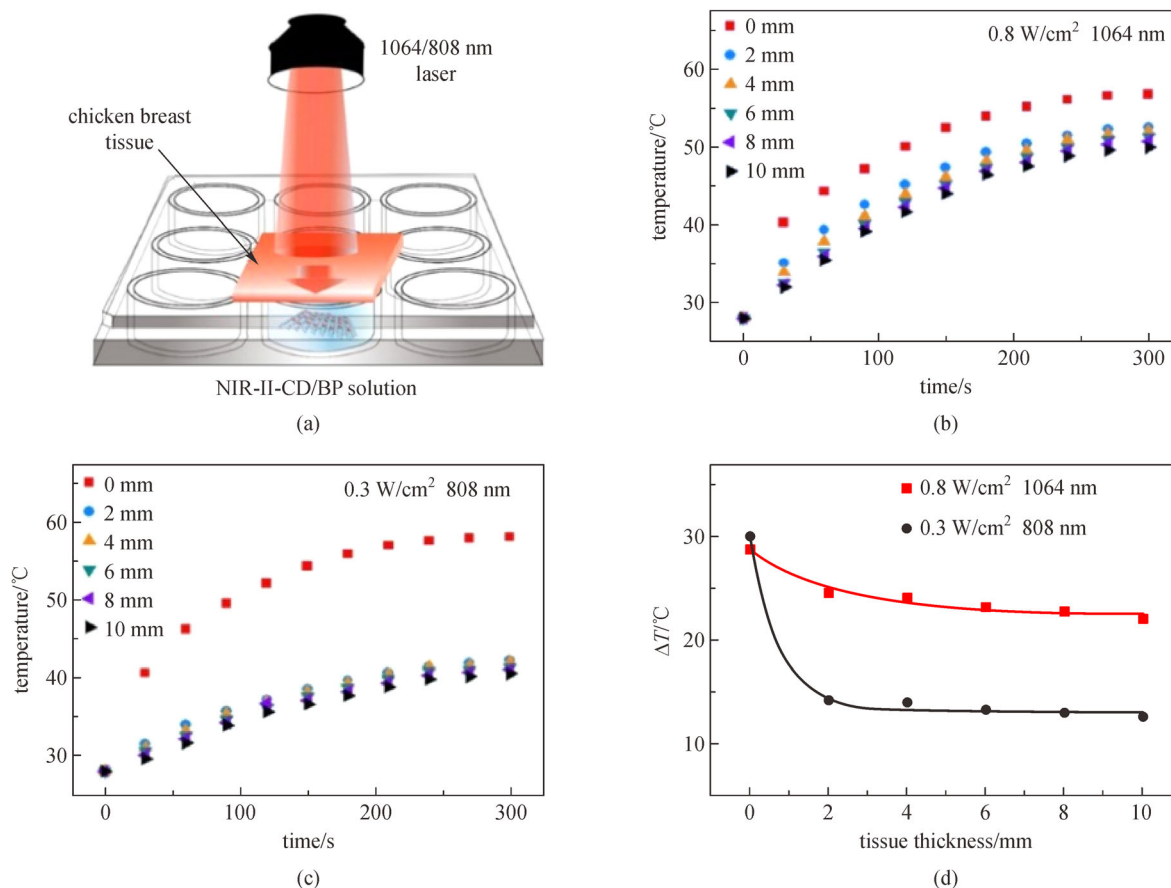 1064/808 nm
laser
chicken breast
tissue
NIR-II-CD/BP solution
(a)
0 mm
2 mm
4 mm
6 mm
8 mm
10 mm
0.8 W/cm² 1064 nm
60
50
40
30
temperature/℃
0
100
200
300
time/s
(b)
0 mm
2 mm
4 mm
6 mm
8 mm
10 mm
0.3 W/cm² 808 nm
60
50
40
30
temperature/℃
0
100
200
300
time/s
(c)
0.8 W/cm² 1064 nm
0.3 W/cm² 808 nm
30
20
10
ΔT/℃
0
2
4
6
8
10
tissue thickness/mm
(d)